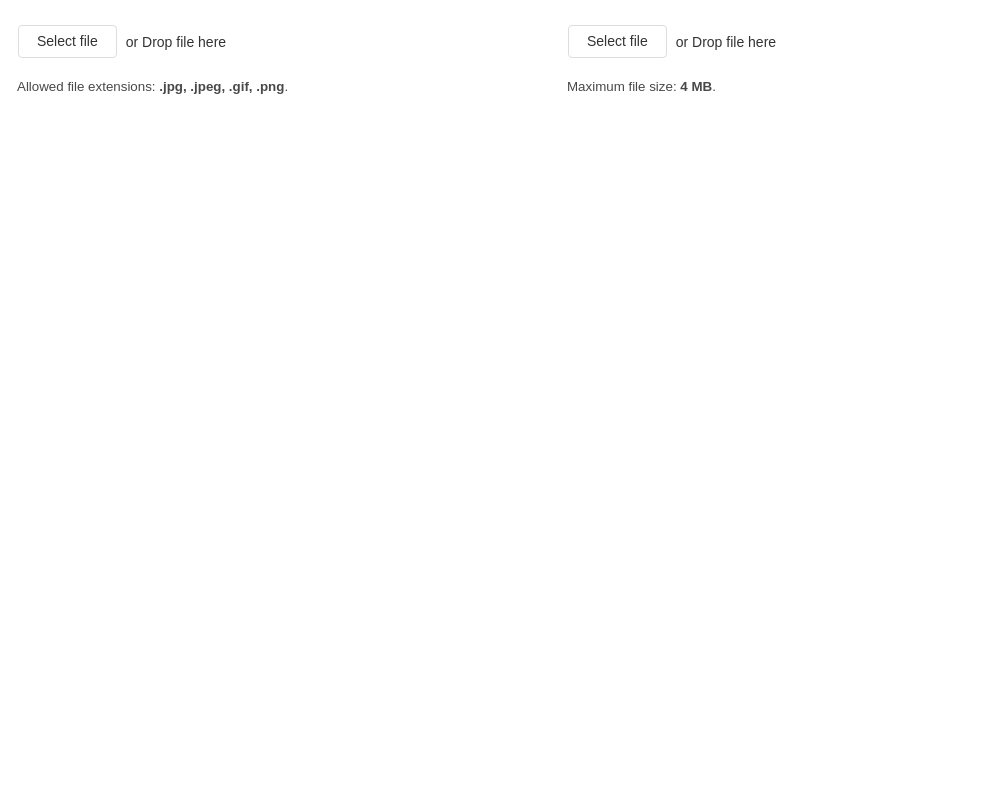 Select file or Drop file here
Allowed file extensions: .jpg, .jpeg, .gif, .png.
Select file or Drop file here
Maximum file size: 4 MB.